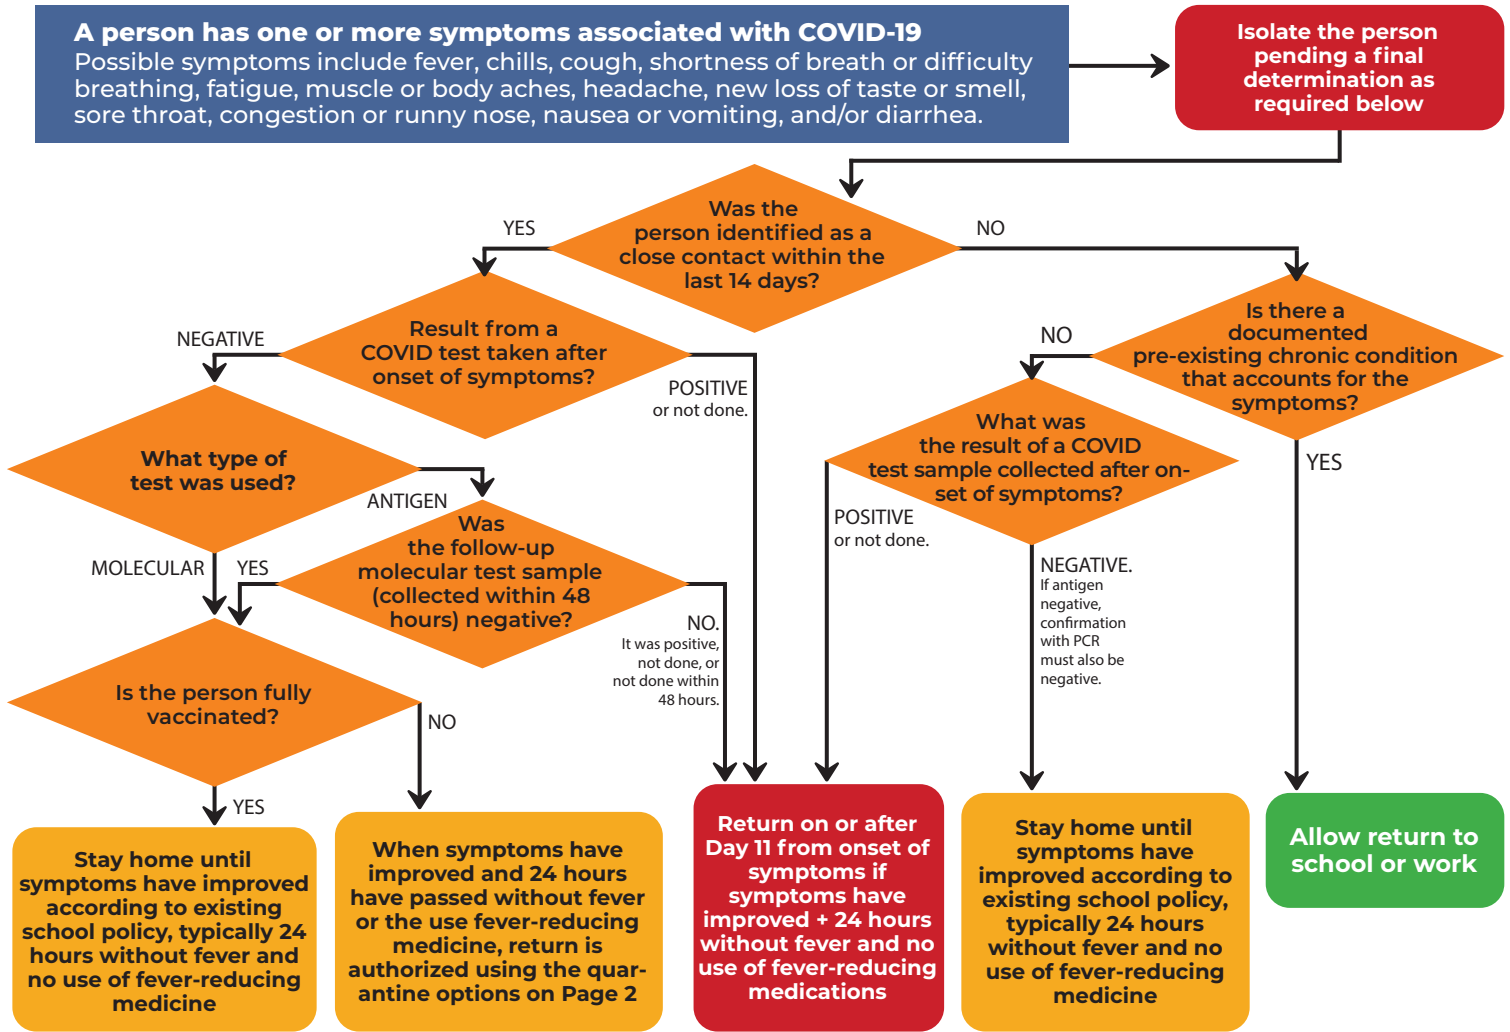 A person has one or more symptoms associated with COVID-19
Possible symptoms include fever, chills, cough, shortness of breath or difficulty
breathing, fatigue, muscle or body aches, headache, new loss of taste or smell,
sore throat, congestion or runny nose, nausea or vomiting, and/or diarrhea.
Isolate the person
pending a final
determination as
required below
Was the
person identified as a
close contact within the
last 14 days?
YES
NO
Result from a
COVID test taken after
onset of symptoms?
NEGATIVE
POSITIVE
or not done.
Is there a
documented
pre-existing chronic condition
that accounts for the
symptoms?
NO
YES
What was
the result of a COVID
test sample collected after on-
set of symptoms?
POSITIVE
or not done.
NEGATIVE.
If antigen
negative,
confirmation
with PCR
must also be
negative.
What type of
test was used?
ANTIGEN
MOLECULAR
Was
the follow-up
molecular test sample
(collected within 48
hours) negative?
YES
NO.
It was positive,
not done, or
not done within
48 hours.
Is the person fully
vaccinated?
NO
YES
Stay home until
symptoms have improved
according to existing
school policy, typically 24
hours without fever and
no use of fever-reducing
medicine
When symptoms have
improved and 24 hours
have passed without fever
or the use fever-reducing
medicine, return is
authorized using the quar-
antine options on Page 2
Return on or after
Day 11 from onset of
symptoms if
symptoms have
improved + 24 hours
without fever and no
use of fever-reducing
medications
Stay home until
symptoms have
improved according to
existing school policy,
typically 24 hours
without fever and no
use of fever-reducing
medicine
Allow return to
school or work